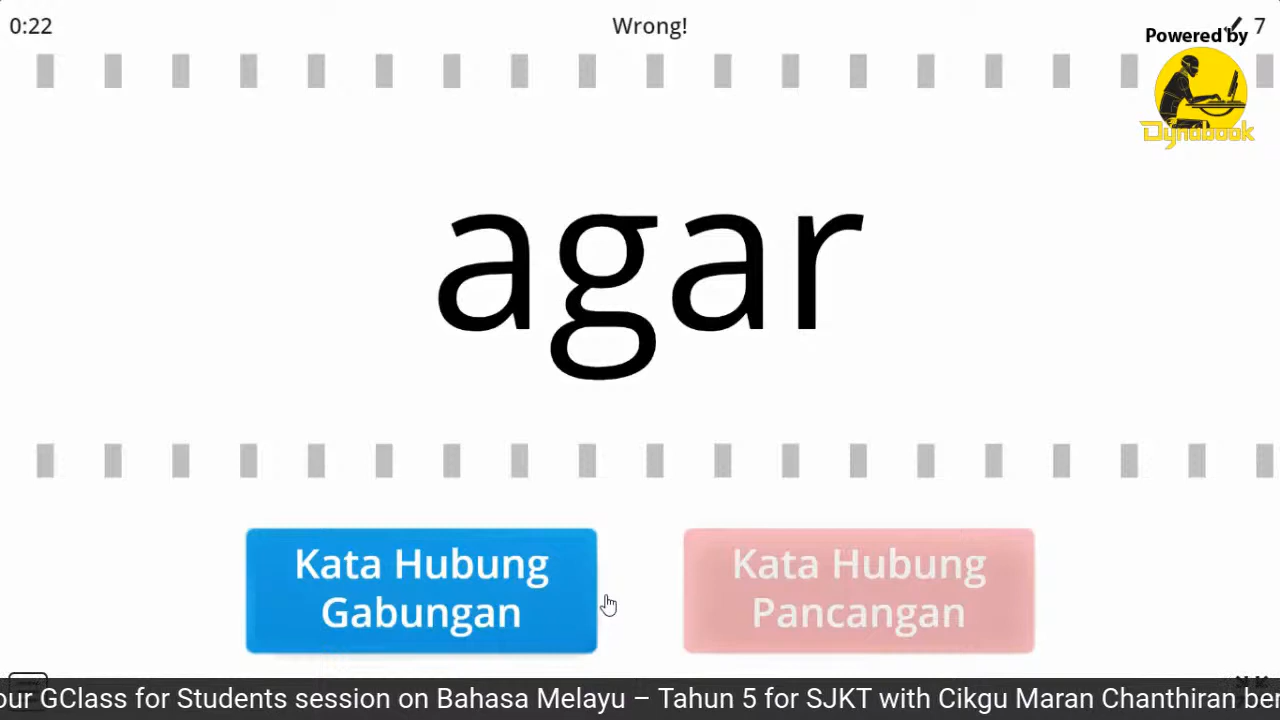 0:22
Wrong!
7
Powered by
Dynabook
agar
Kata Hubung
Gabungan
Kata Hubung
Pancangan
our GClass for Students session on Bahasa Melayu – Tahun 5 for SJKT with Cikgu Maran Chanthiran ber